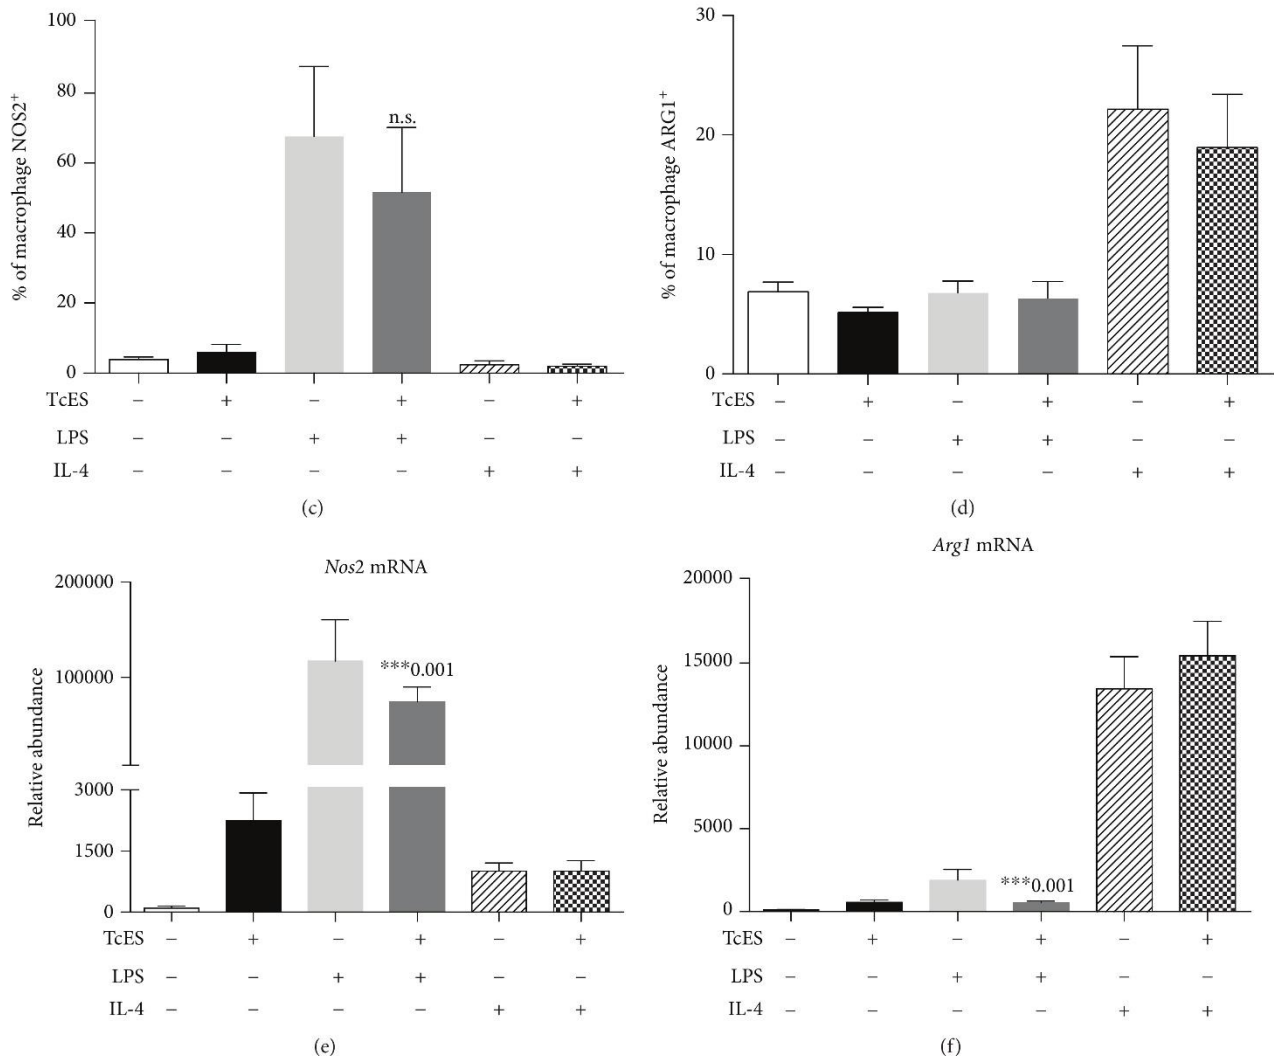 % of macrophage NOS2+
100
80
60
40
20
0
n.s.
TcES – + – + – +
LPS – – + + – –
IL-4 – – – – + +
(c)
% of macrophage ARG1+
30
20
10
0
TcES – + – + – +
LPS – – + + – –
IL-4 – – – – + +
(d)
Nos2 mRNA
Relative abundance
200000
100000
3000
1500
0
***0.001
TcES – + – + – +
LPS – – + + – –
IL-4 – – – – + +
(e)
Arg1 mRNA
Relative abundance
20000
15000
10000
5000
0
***0.001
TcES – + – + – +
LPS – – + + – –
IL-4 – – – – + +
(f)